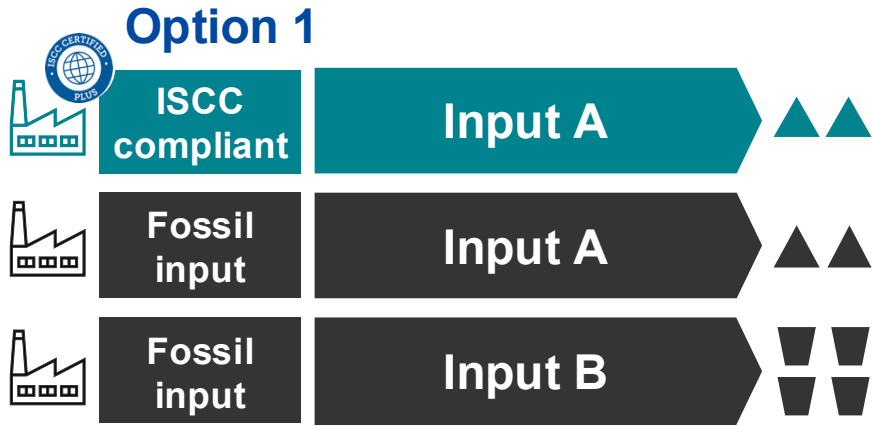 Option 1
ISCC CERTIFIED
PLUS
ISCC
compliant
Input A
Fossil
input
Input A
Fossil
input
Input B